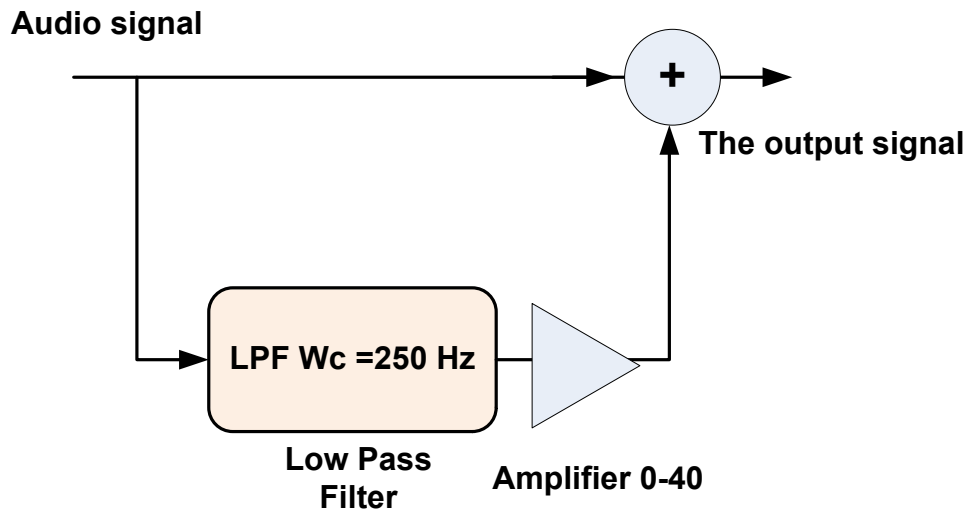 Audio signal
+
The output signal
LPF Wc =250 Hz
Low Pass
Filter
Amplifier 0-40